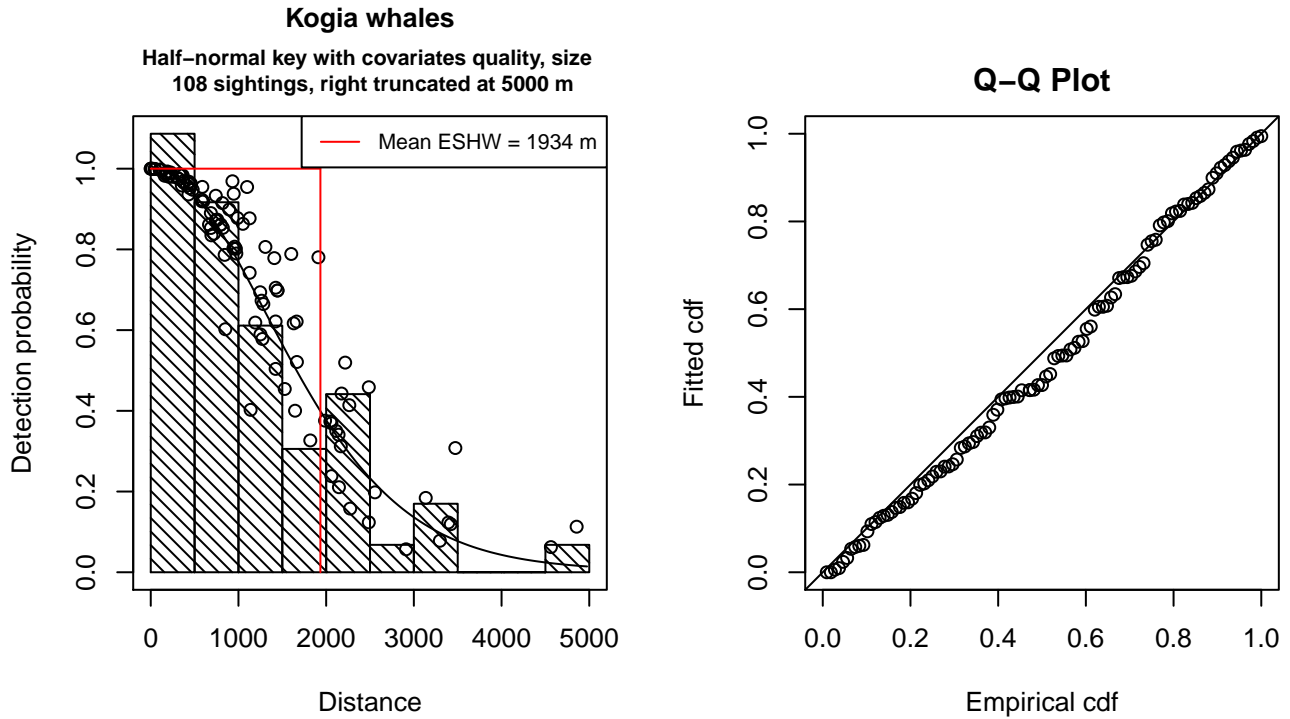 Kogia whales
Half−normal key with covariates quality, size
108 sightings, right truncated at 5000 m
Mean ESHW = 1934 m
Detection probability
0.0
0.2
0.4
0.6
0.8
1.0
0 1000 2000 3000 4000 5000
Distance
Q−Q Plot
Fitted cdf
0.0
0.2
0.4
0.6
0.8
1.0
0.0 0.2 0.4 0.6 0.8 1.0
Empirical cdf